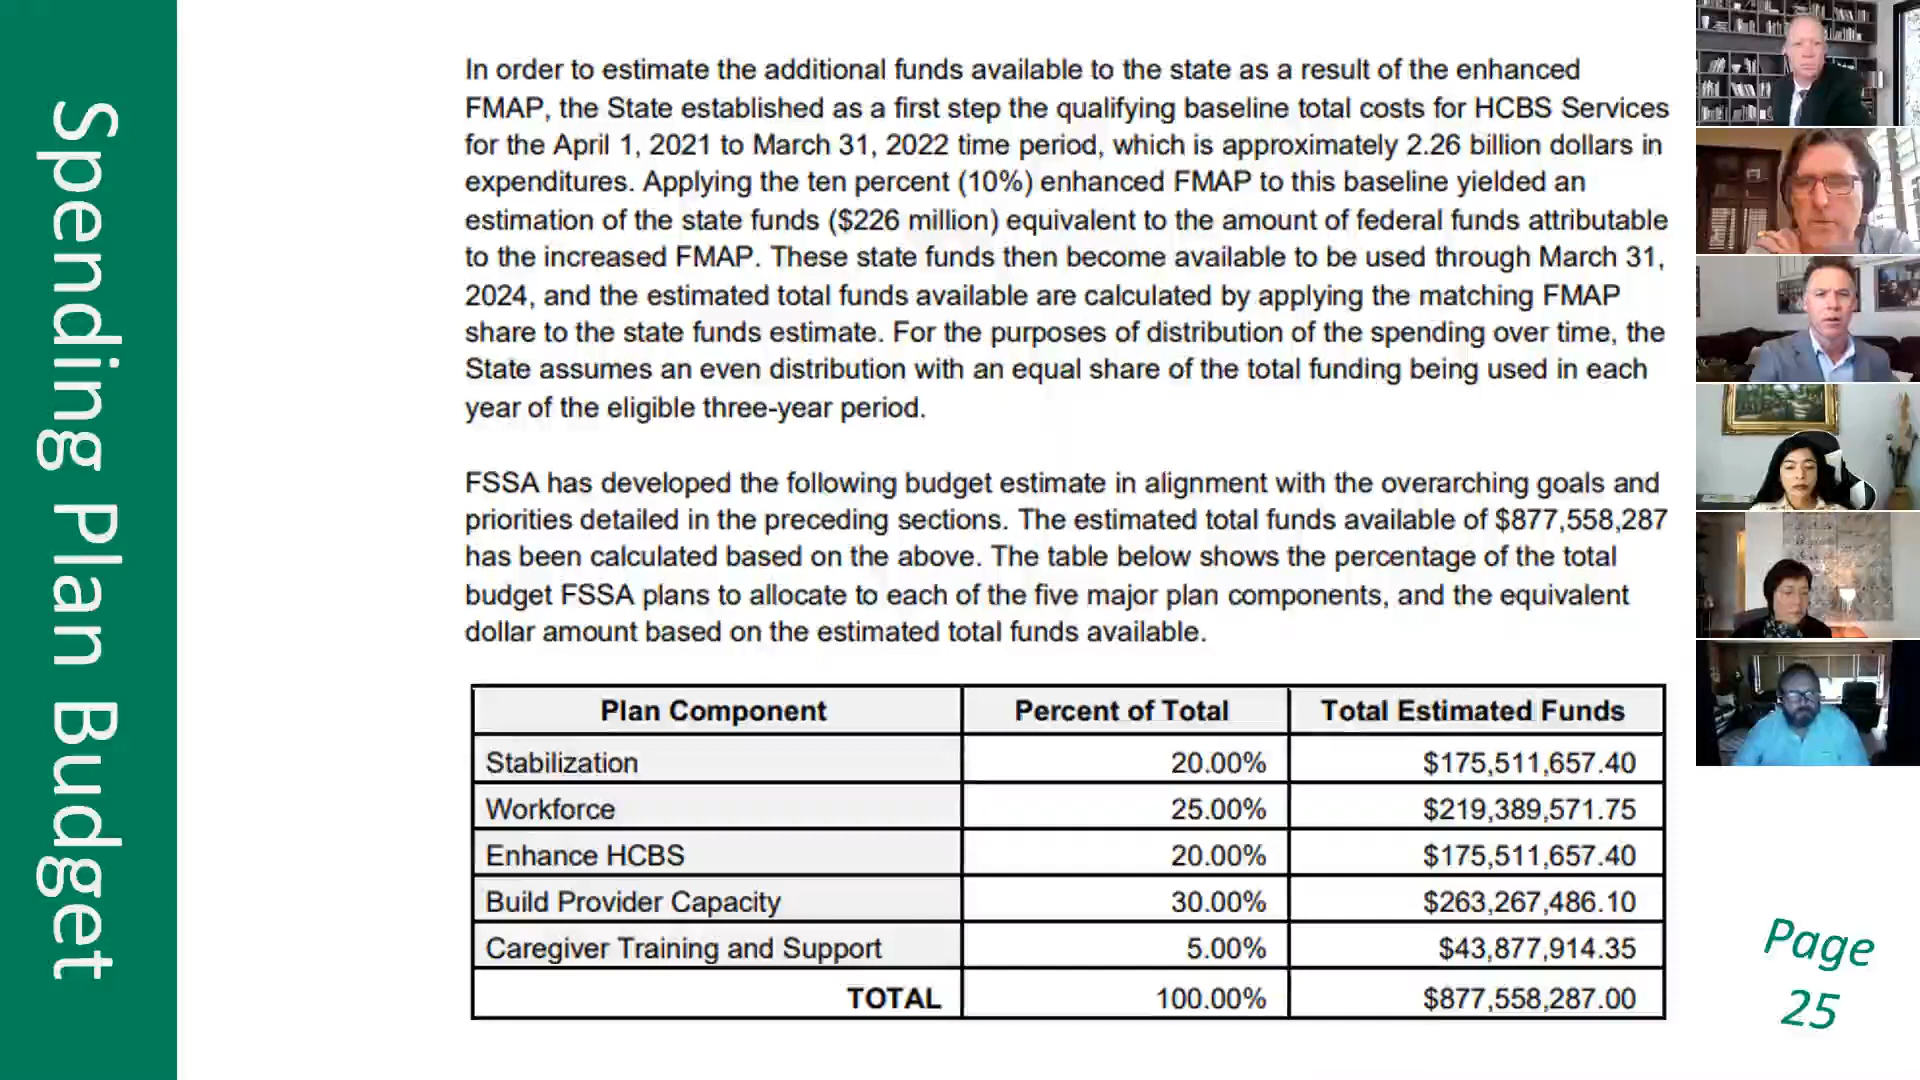 Spending Plan Budget
In order to estimate the additional funds available to the state as a result of the enhanced
FMAP, the State established as a first step the qualifying baseline total costs for HCBS Services
for the April 1, 2021 to March 31, 2022 time period, which is approximately 2.26 billion dollars in
expenditures. Applying the ten percent (10%) enhanced FMAP to this baseline yielded an
estimation of the state funds ($226 million) equivalent to the amount of federal funds attributable
to the increased FMAP. These state funds then become available to be used through March 31,
2024, and the estimated total funds available are calculated by applying the matching FMAP
share to the state funds estimate. For the purposes of distribution of the spending over time, the
State assumes an even distribution with an equal share of the total funding being used in each
year of the eligible three-year period.
FSSA has developed the following budget estimate in alignment with the overarching goals and
priorities detailed in the preceding sections. The estimated total funds available of $877,558,287
has been calculated based on the above. The table below shows the percentage of the total
budget FSSA plans to allocate to each of the five major plan components, and the equivalent
dollar amount based on the estimated total funds available.
Plan Component Percent of Total Total Estimated Funds
Stabilization 20.00% $175,511,657.40
Workforce 25.00% $219,389,571.75
Enhance HCBS 20.00% $175,511,657.40
Build Provider Capacity 30.00% $263,267,486.10
Caregiver Training and Support 5.00% $43,877,914.35
TOTAL 100.00% $877,558,287.00
Page
25